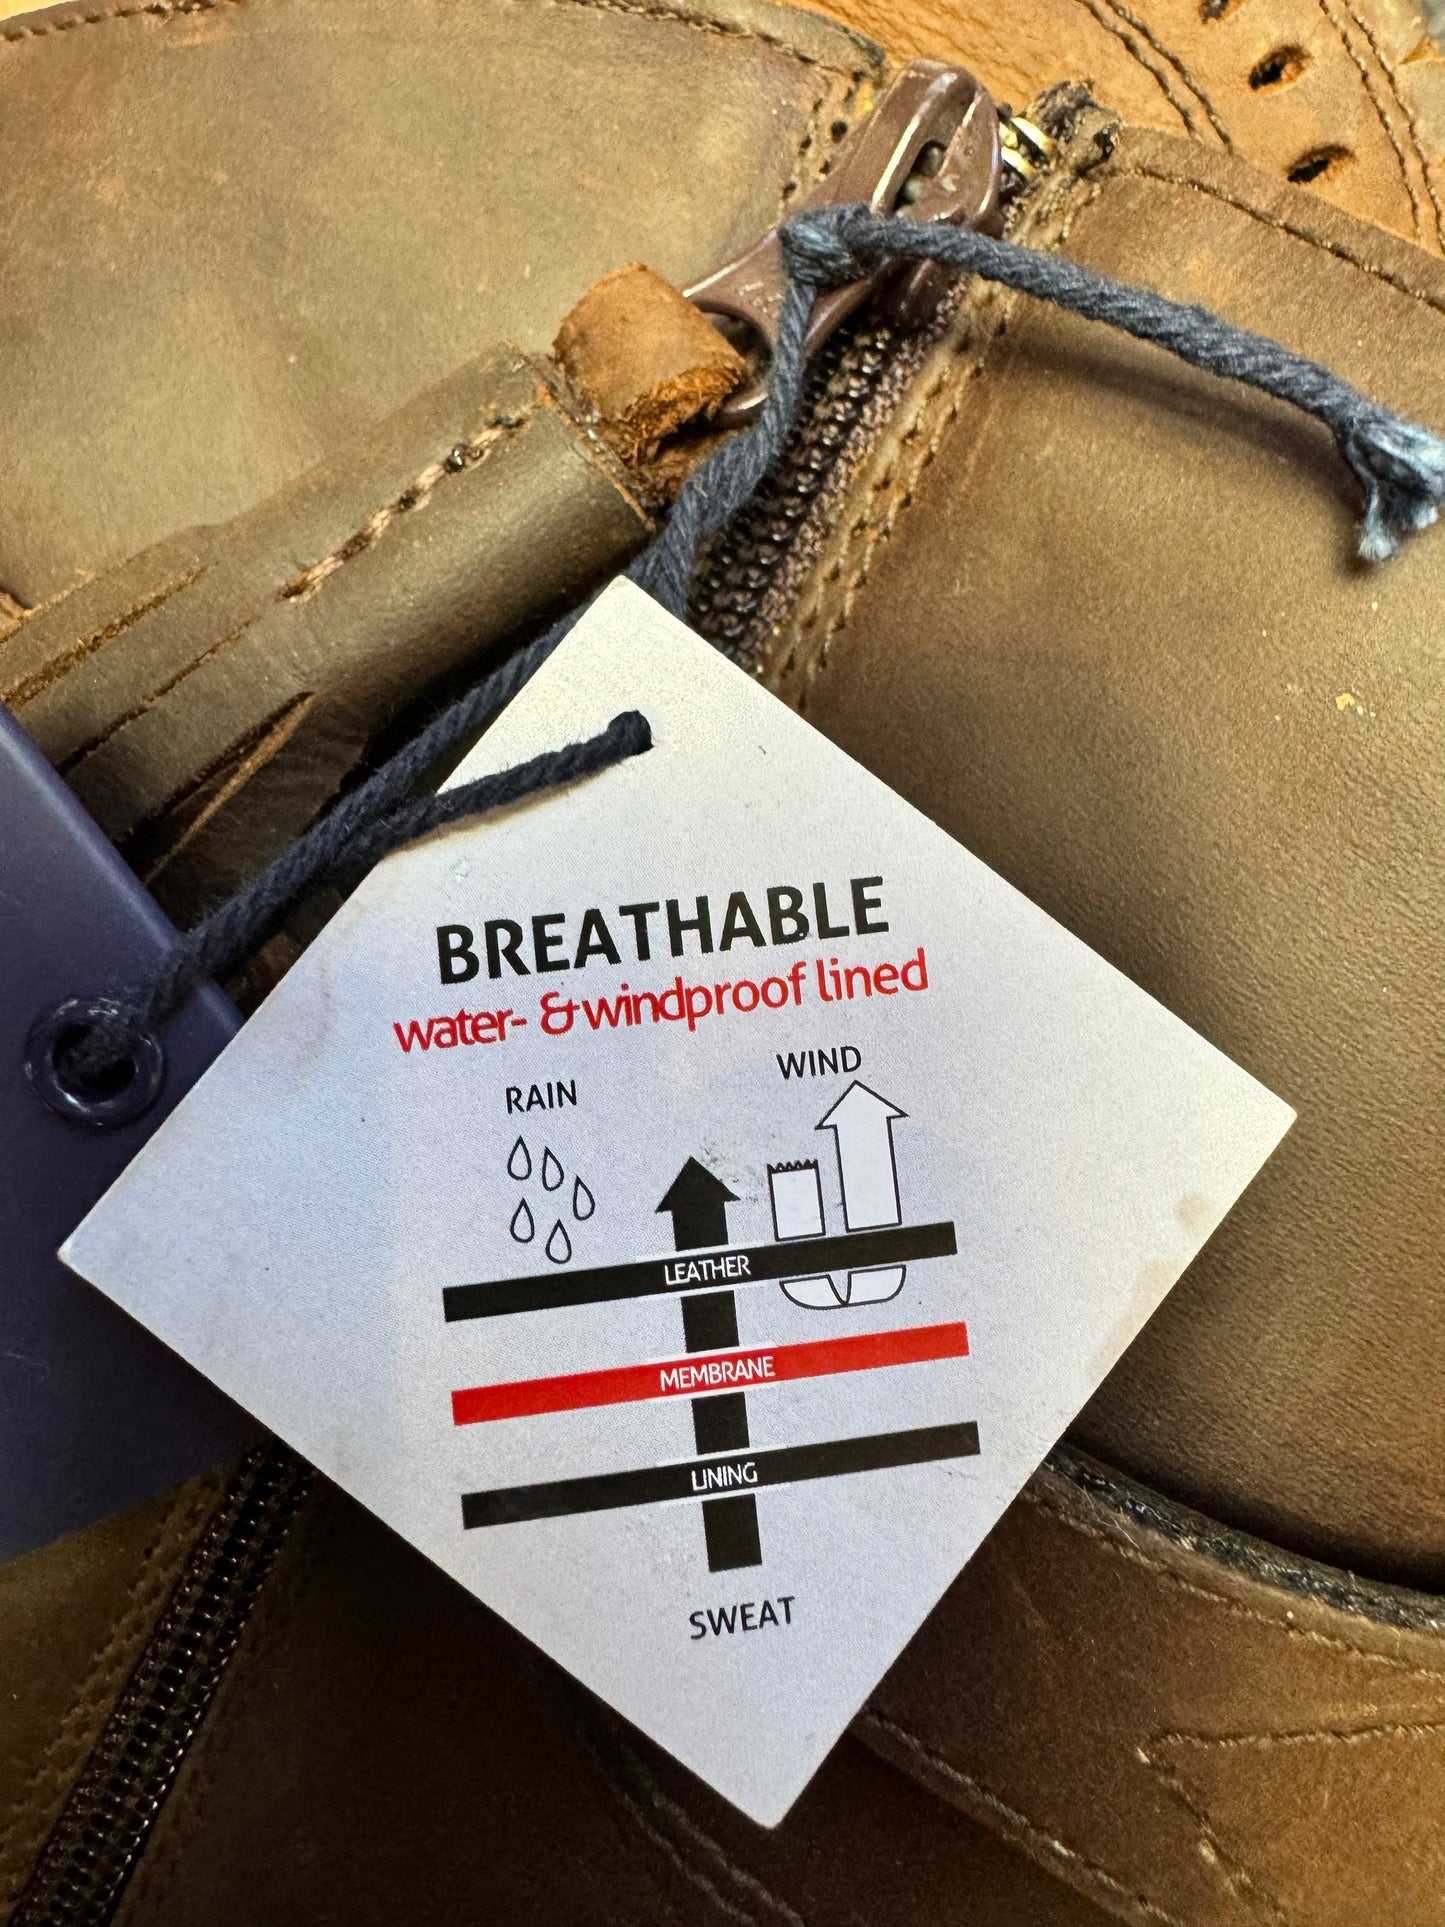 BREATHABLE
water- & windproof lined
RAIN
WIND
LEATHER
MEMBRANE
LINING
SWEAT